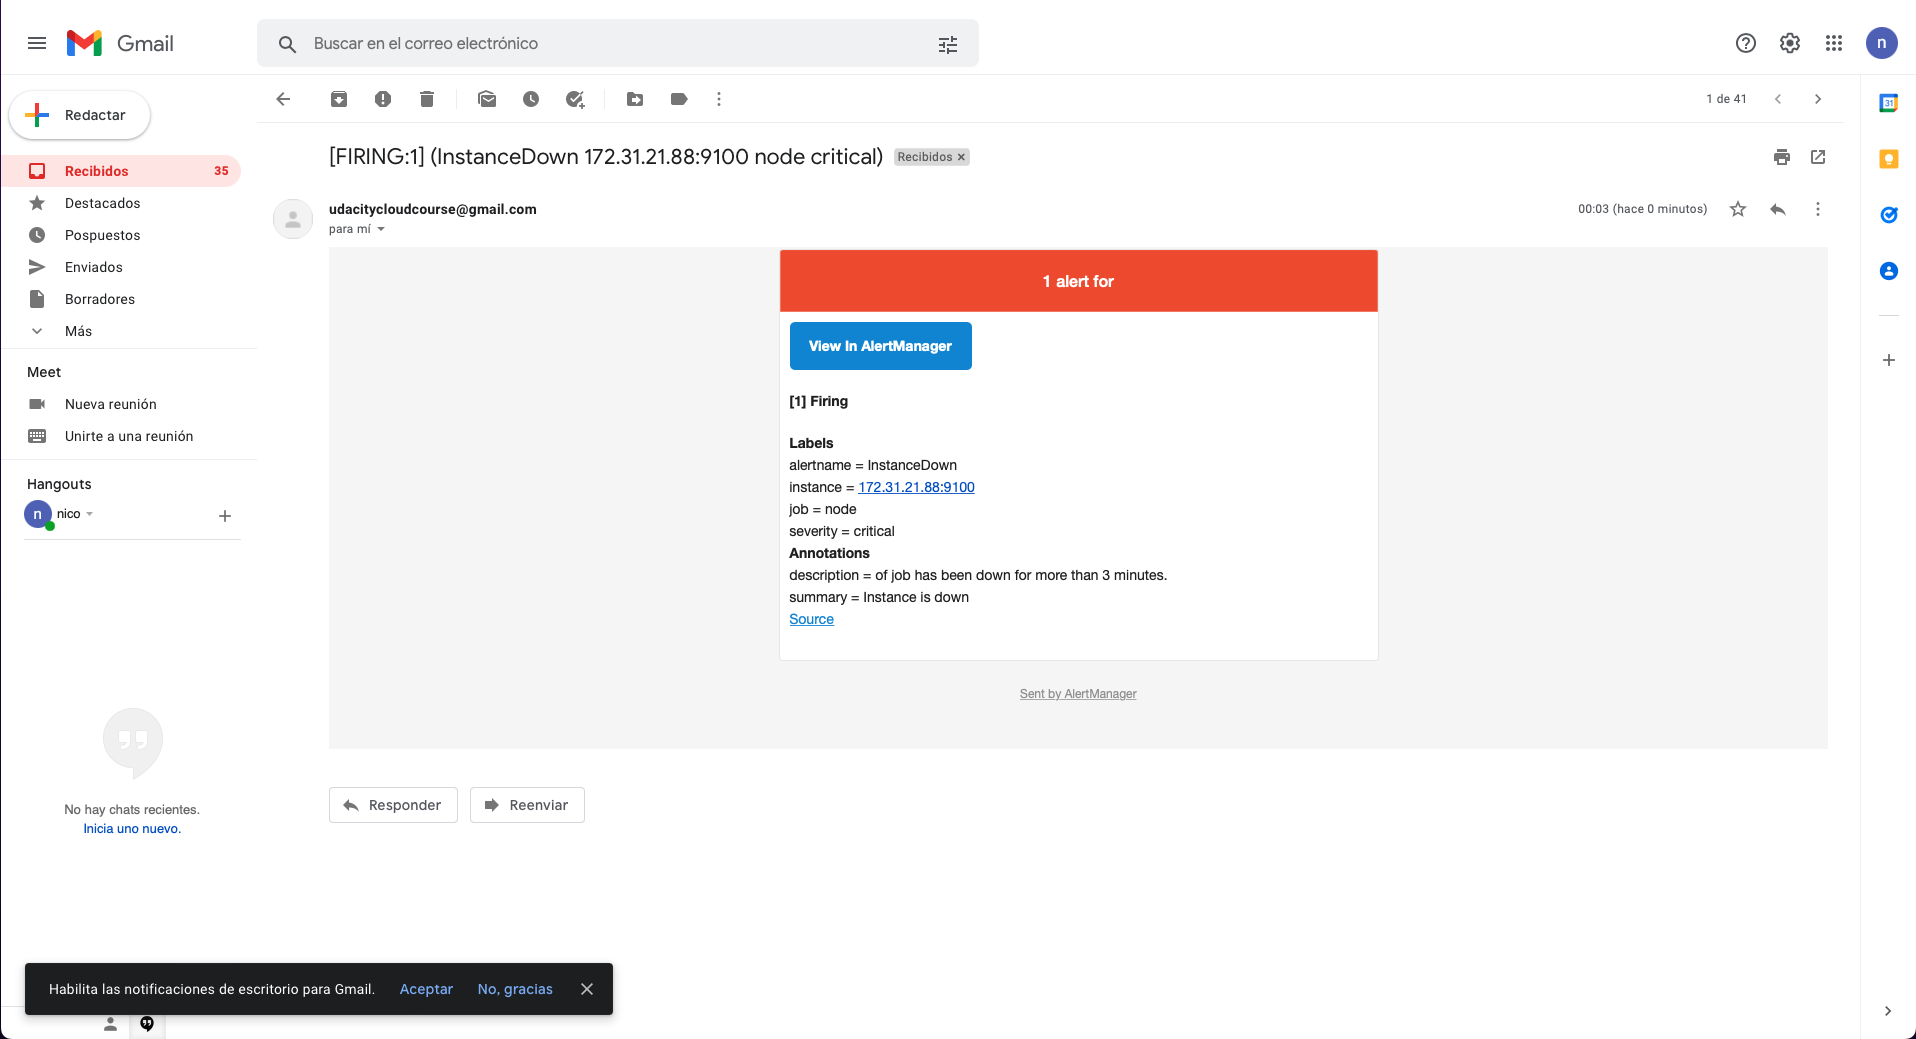 Gmail
Buscar en el correo electrónico
n
Redactar
1 de 41
31
Recibidos 35
Destacados
Pospuestos
Enviados
Borradores
Más
Meet
Nueva reunión
Unirte a una reunión
Hangouts
n nico
No hay chats recientes.
Inicia uno nuevo.
[FIRING:1] (InstanceDown 172.31.21.88:9100 node critical) Recibidos ×
udacitycloudcourse@gmail.com
00:03 (hace 0 minutos)
para mí
1 alert for
View In AlertManager
[1] Firing
Labels
alertname = InstanceDown
instance = 172.31.21.88:9100
job = node
severity = critical
Annotations
description = of job has been down for more than 3 minutes.
summary = Instance is down
Source
Sent by AlertManager
Responder
Reenviar
Habilita las notificaciones de escritorio para Gmail. Aceptar No, gracias